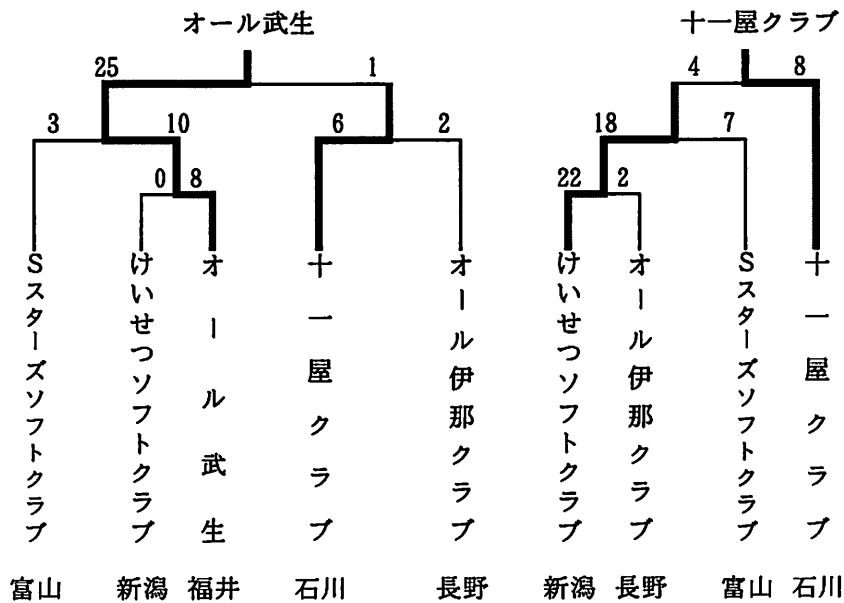 オール武生
十一屋クラブ
25
1
4
8
3
10
6
2
18
7
0
8
22
2
Sスターズソフトクラブ
けいせつソフトクラブ
オール武生
十一屋クラブ
オール伊那クラブ
けいせつソフトクラブ
オール伊那クラブ
Sスターズソフトクラブ
十一屋クラブ
富山
新潟
福井
石川
長野
新潟
長野
富山
石川